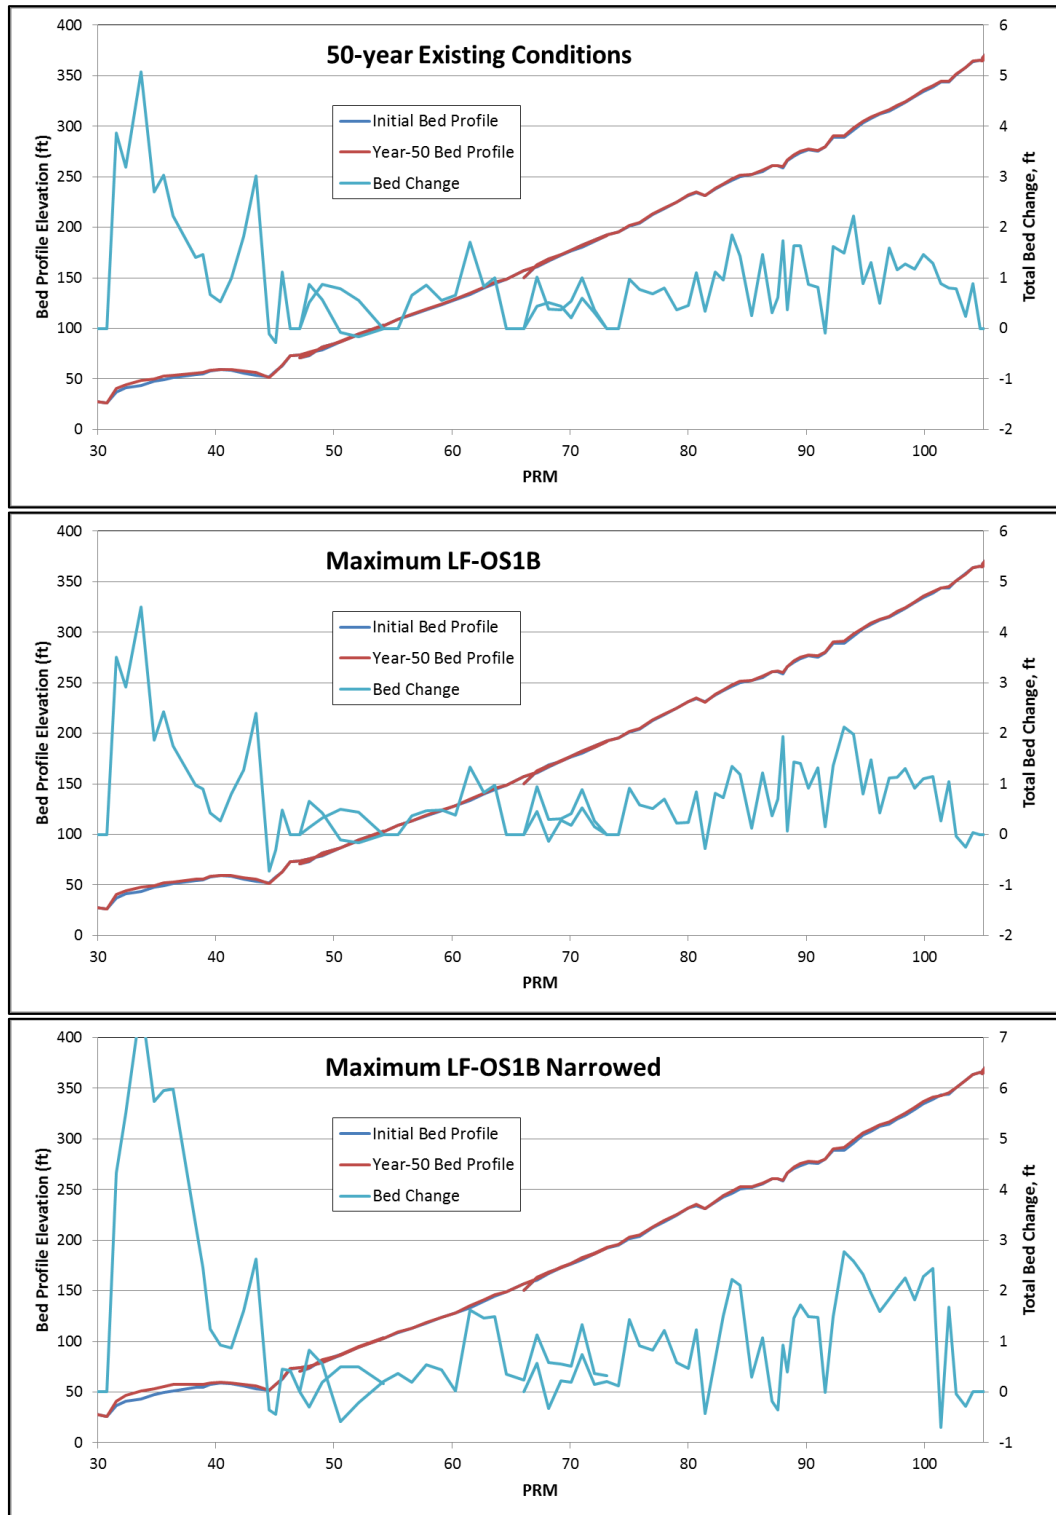 50-year Existing Conditions
Initial Bed Profile
Year-50 Bed Profile
Bed Change
Bed Profile Elevation (ft)
400
350
300
250
200
150
100
50
0
6
5
4
3
2
1
0
-1
-2
Total Bed Change, ft
30 40 50 60 70 80 90 100
PRM
Maximum LF-OS1B
Initial Bed Profile
Year-50 Bed Profile
Bed Change
Bed Profile Elevation (ft)
400
350
300
250
200
150
100
50
0
6
5
4
3
2
1
0
-1
-2
Total Bed Change, ft
30 40 50 60 70 80 90 100
PRM
Maximum LF-OS1B Narrowed
Initial Bed Profile
Year-50 Bed Profile
Bed Change
Bed Profile Elevation (ft)
400
350
300
250
200
150
100
50
0
7
6
5
4
3
2
1
0
-1
Total Bed Change, ft
30 40 50 60 70 80 90 100
PRM